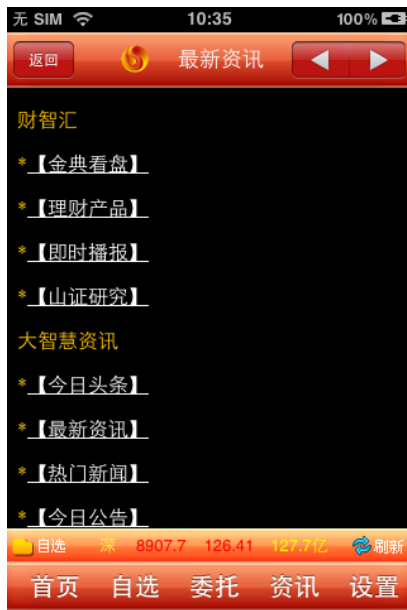 无 SIM 10:35 100%
返回 最新资讯
财智汇
*【金典看盘】
*【理财产品】
*【即时播报】
*【山证研究】
大智慧资讯
*【今日头条】
*【最新资讯】
*【热门新闻】
*【今日公告】
自选 深 8907.7 126.41 127.7亿 刷新
首页 自选 委托 资讯 设置